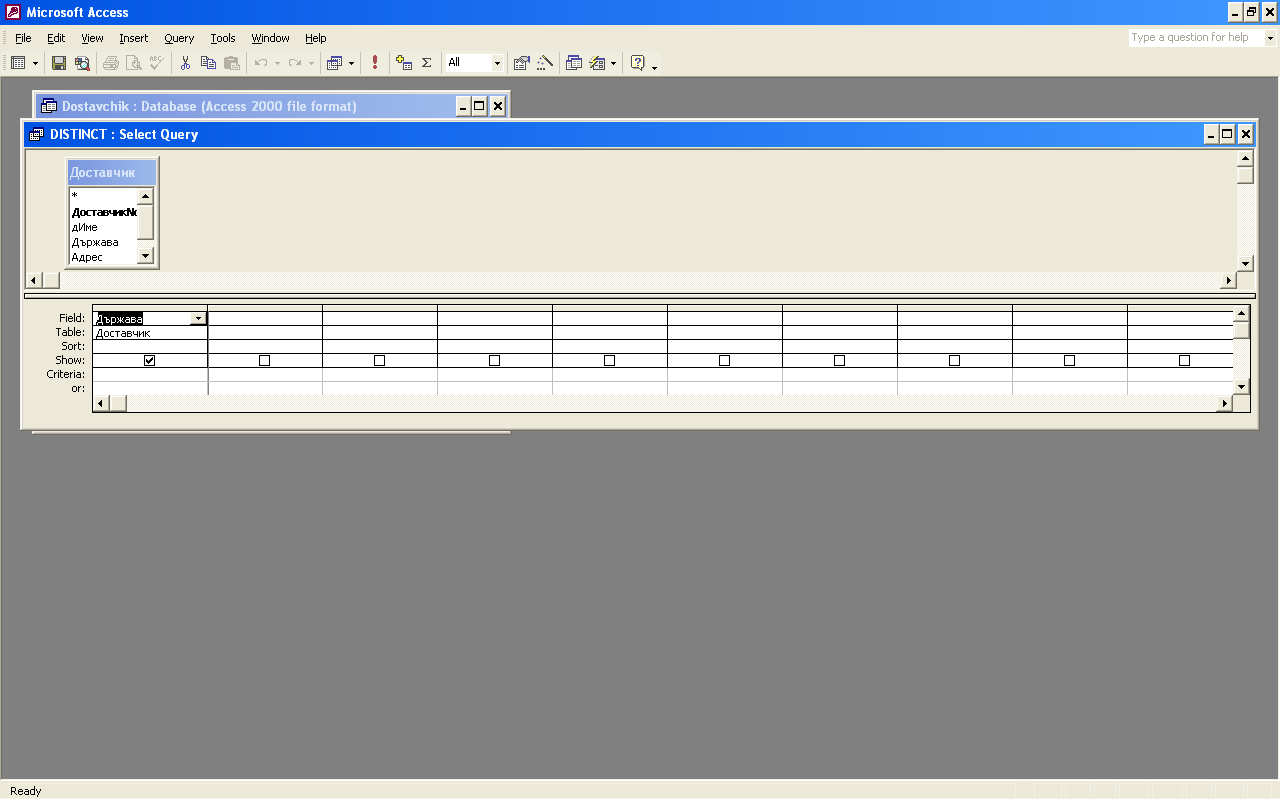 Microsoft Access
File Edit View Insert Query Tools Window Help
Type a question for help
All
Dostavchik : Database (Access 2000 file format)
DISTINCT : Select Query
Доставчик
*
Доставчик№
дИме
Държава
Адрес
Field: Държава
Table: Доставчик
Sort:
Show:
Criteria:
or:
Ready